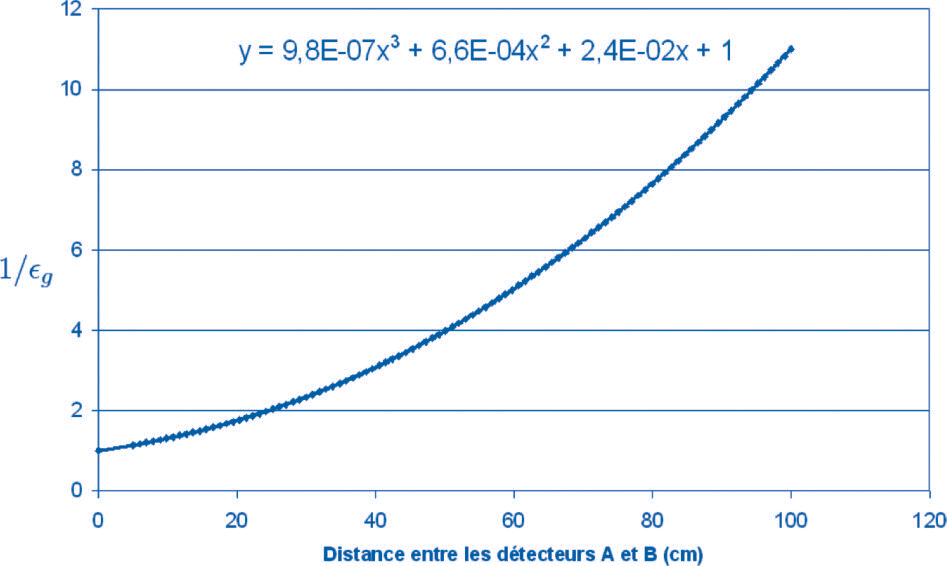 y = 9,8E-07x³ + 6,6E-04x² + 2,4E-02x + 1
12
10
8
6
4
2
0
1/ϵg
0 20 40 60 80 100 120
Distance entre les détecteurs A et B (cm)